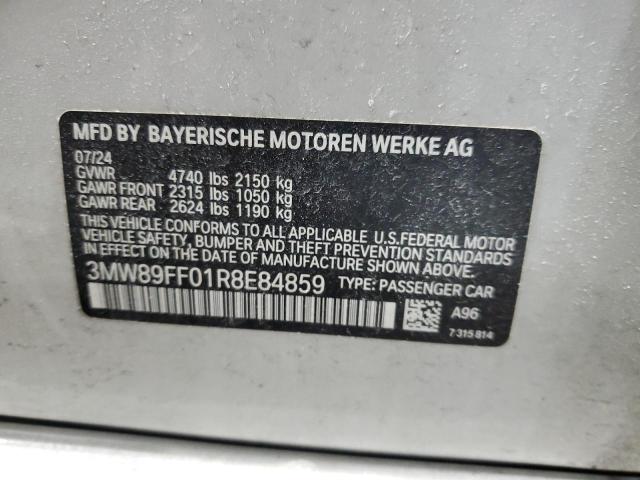 MFD BY BAYERISCHE MOTOREN WERKE AG
07/24
GVWR 4740 lbs 2150 kg
GAWR FRONT 2315 lbs 1050 kg
GAWR REAR 2624 lbs 1190 kg
THIS VEHICLE CONFORMS TO ALL APPLICABLE U.S.FEDERAL MOTOR
VEHICLE SAFETY, BUMPER AND THEFT PREVENTION STANDARDS
IN EFFECT ON THE DATE OF MANUFACTURE SHOWN ABOVE.
3MW89FF01R8E84859 TYPE: PASSENGER CAR
A96
7 315 814